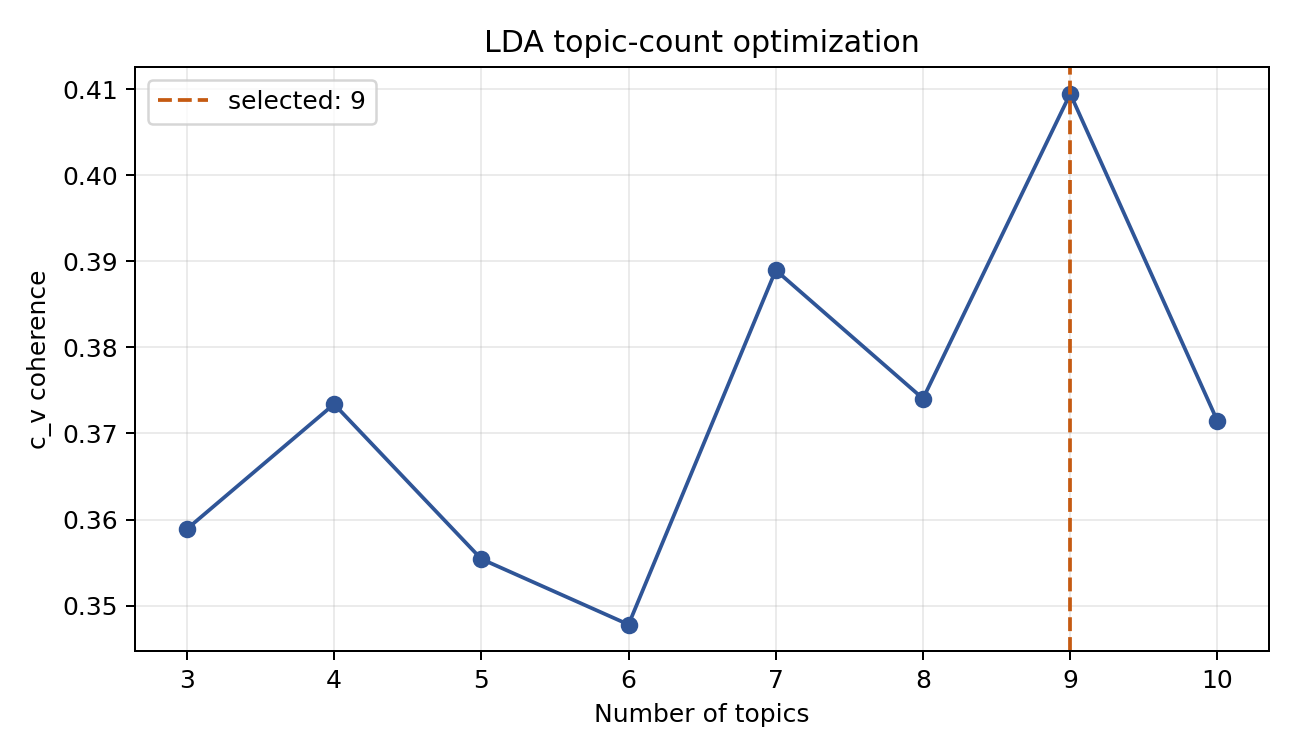 LDA topic-count optimization
selected: 9
c_v coherence
0.41
0.40
0.39
0.38
0.37
0.36
0.35
3 4 5 6 7 8 9 10
Number of topics